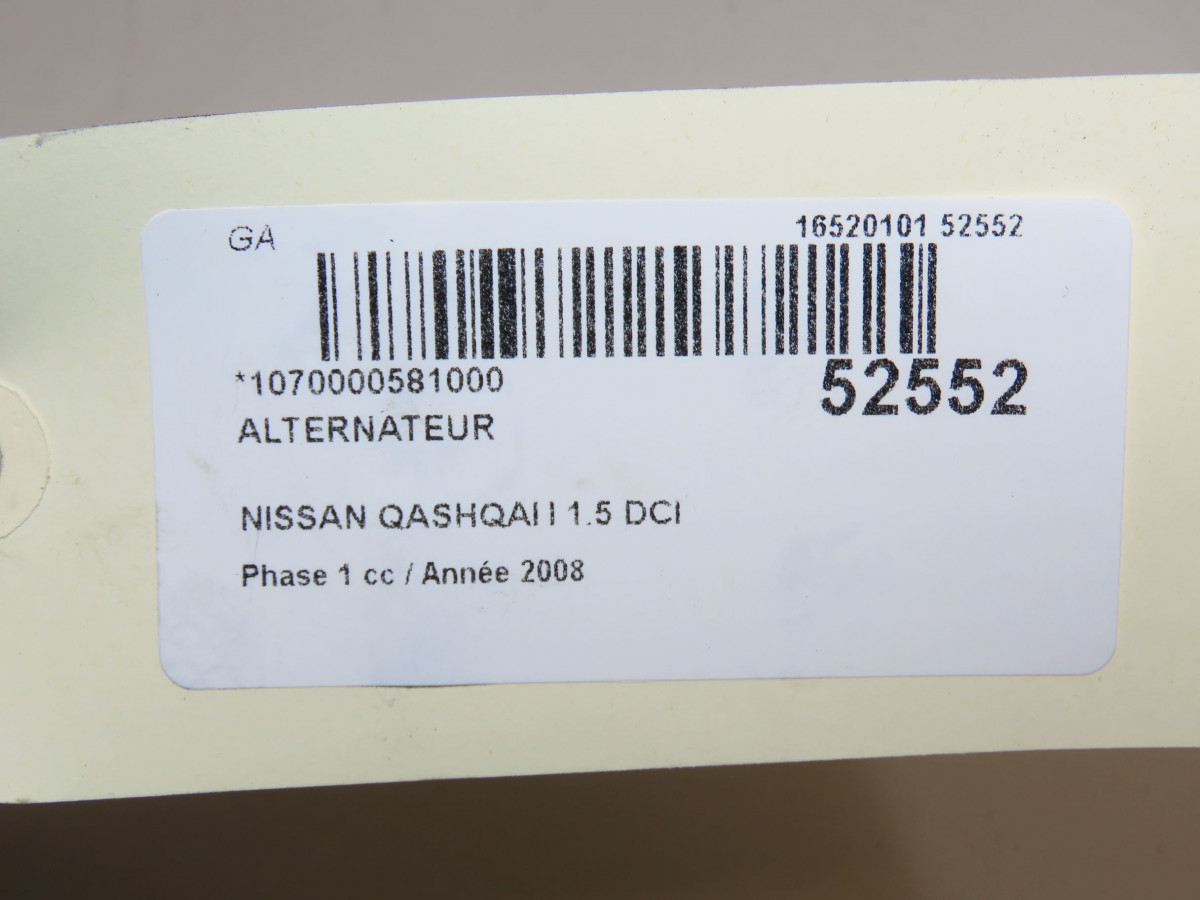 GA 16520101 52552
*1070000581000 52552
ALTERNATEUR
NISSAN QASHQAI I 1.5 DCI
Phase 1 cc / Année 2008